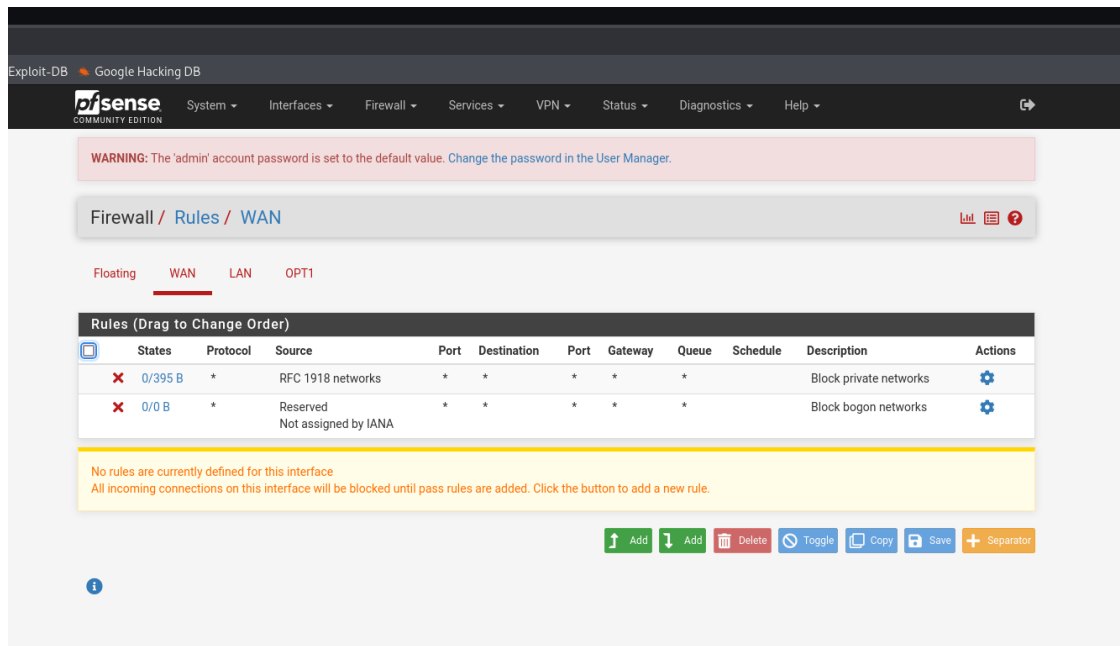 Exploit-DB Google Hacking DB
pfsense System Interfaces Firewall Services VPN Status Diagnostics Help
COMMUNITY EDITION
WARNING: The 'admin' account password is set to the default value. Change the password in the User Manager.
Firewall / Rules / WAN
Floating WAN LAN OPT1
Rules (Drag to Change Order)
States Protocol Source Port Destination Port Gateway Queue Schedule Description Actions
0/395 B * RFC 1918 networks * * * * * Block private networks
0/0 B * Reserved * * * * * Block bogon networks
Not assigned by IANA
No rules are currently defined for this interface
All incoming connections on this interface will be blocked until pass rules are added. Click the button to add a new rule.
Add Add Delete Toggle Copy Save Separator